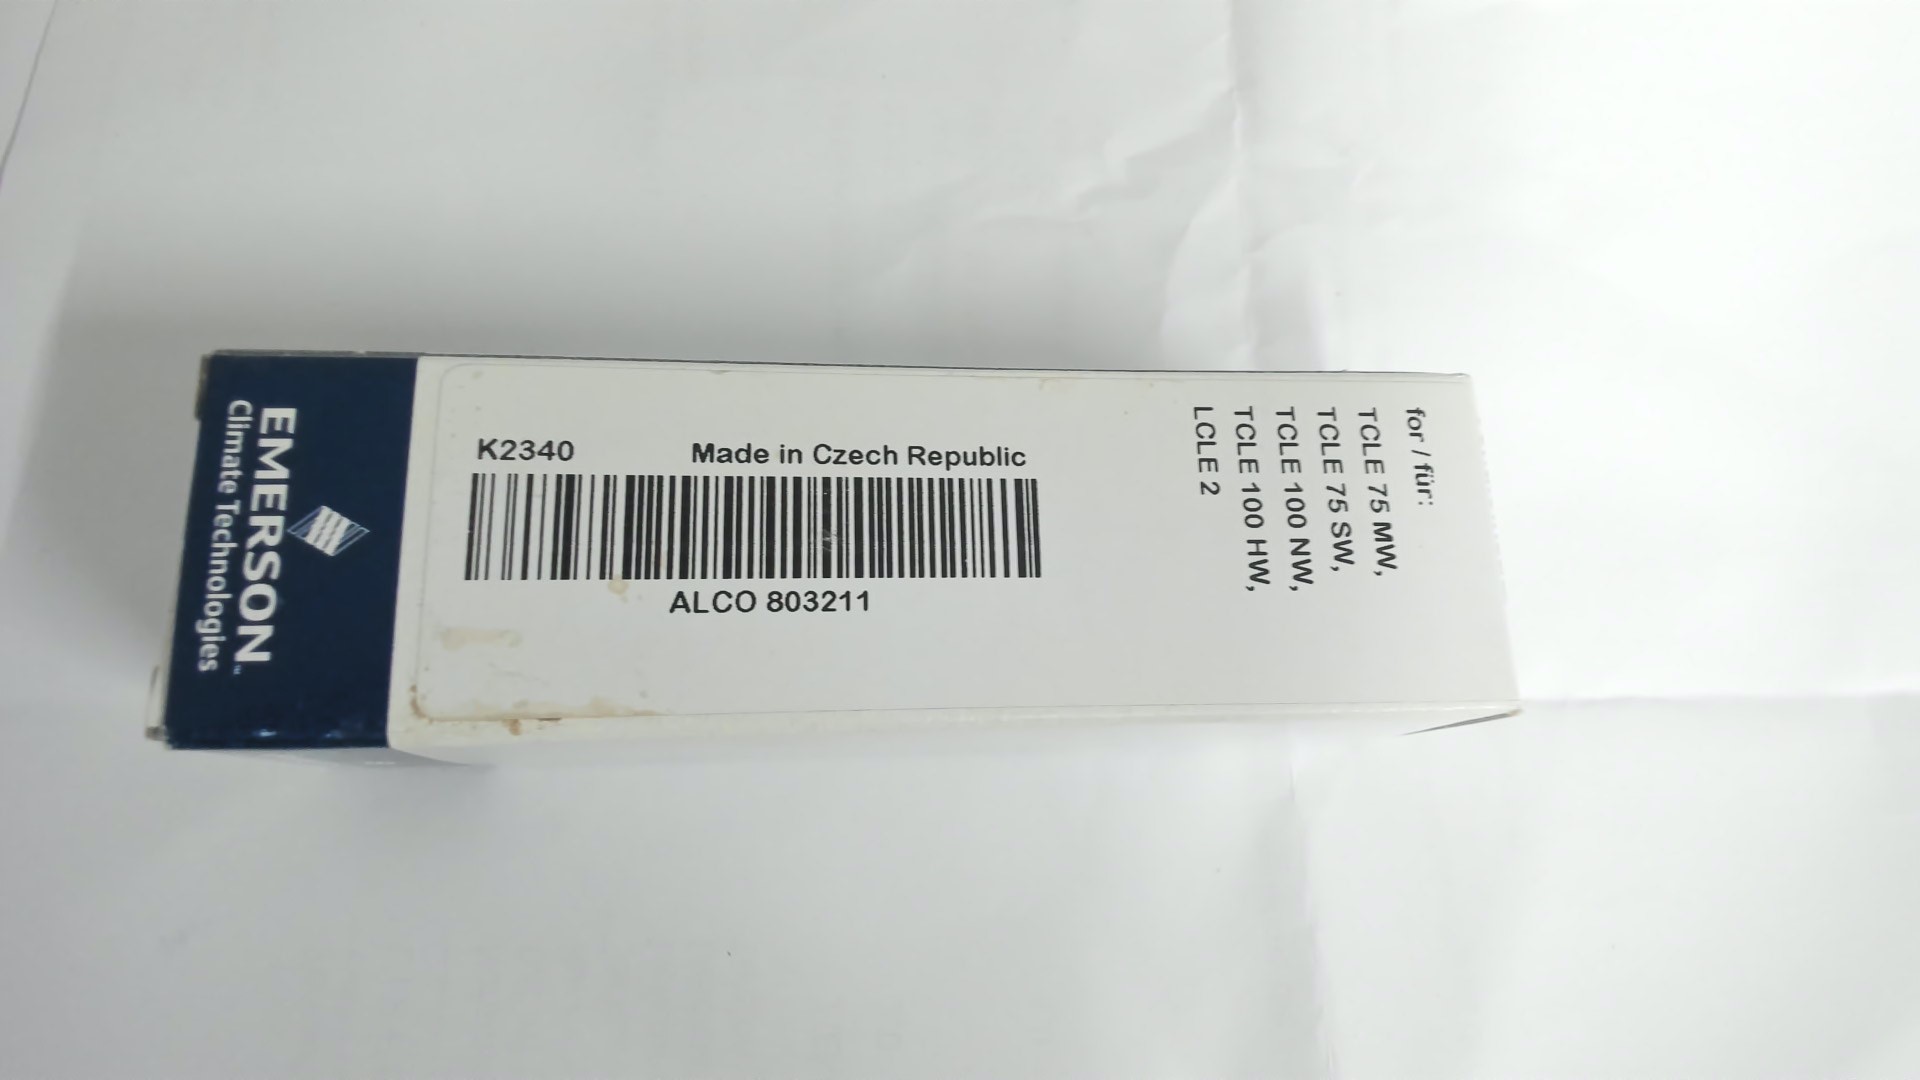 EMERSON™
Climate Technologies
K2340 Made in Czech Republic
ALCO 803211
for / für:
TCLE 75 MW,
TCLE 75 SW,
TCLE 100 NW,
TCLE 100 HW,
LCLE 2